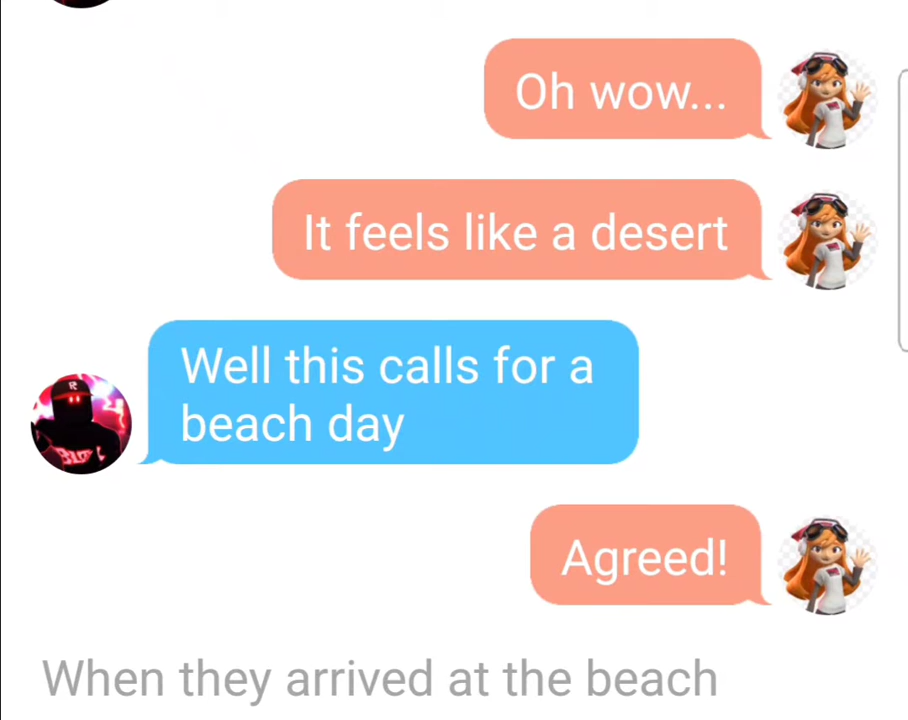 Oh wow...
It feels like a desert
Well this calls for a
beach day
Agreed!
When they arrived at the beach